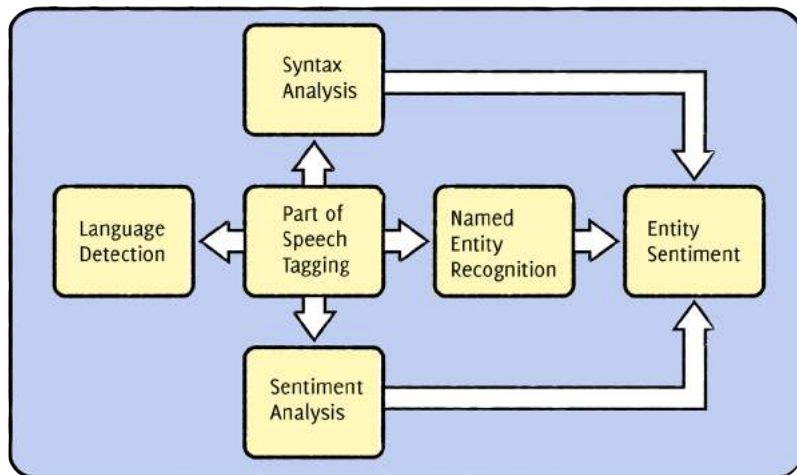 Syntax
Analysis
Language
Detection
Part of
Speech
Tagging
Named
Entity
Recognition
Entity
Sentiment
Sentiment
Analysis